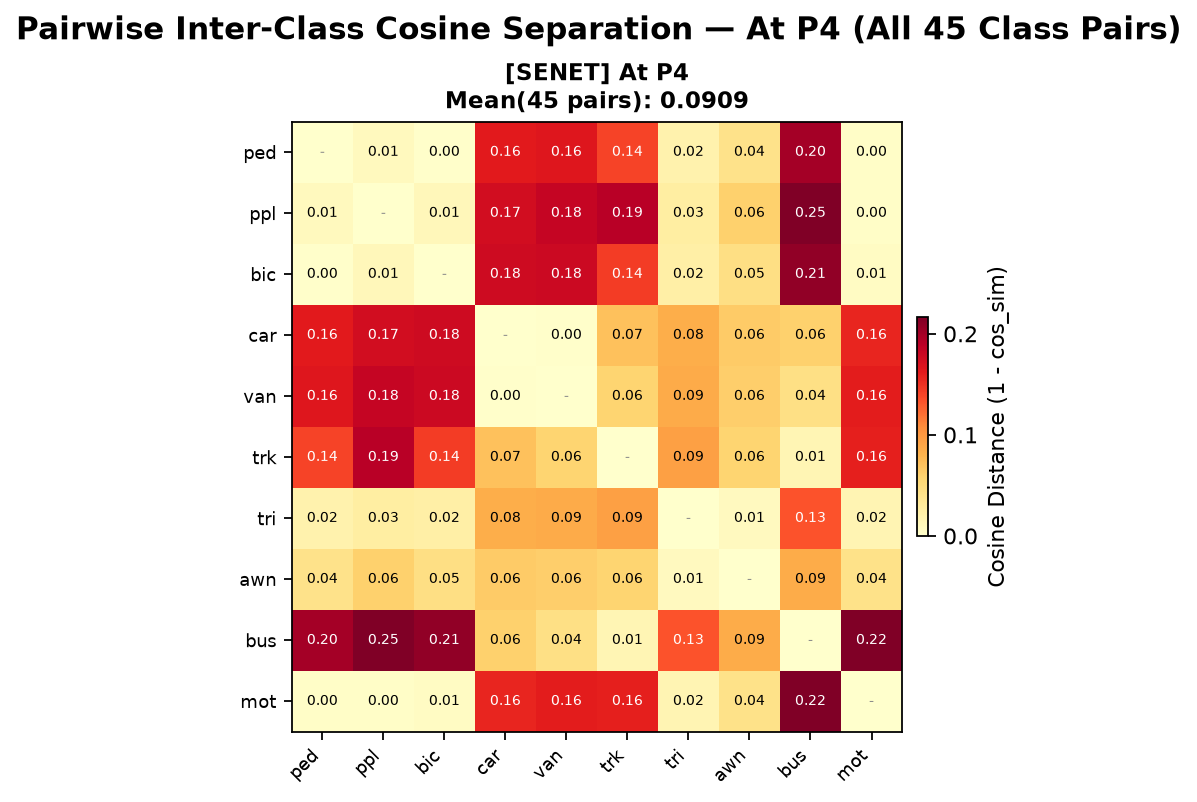 Pairwise Inter-Class Cosine Separation — At P4 (All 45 Class Pairs)
[SENET] At P4
Mean(45 pairs): 0.0909
ped - 0.01 0.00 0.16 0.16 0.14 0.02 0.04 0.20 0.00
ppl 0.01 - 0.01 0.17 0.18 0.19 0.03 0.06 0.25 0.00
bic 0.00 0.01 - 0.18 0.18 0.14 0.02 0.05 0.21 0.01
car 0.16 0.17 0.18 - 0.00 0.07 0.08 0.06 0.06 0.16
van 0.16 0.18 0.18 0.00 - 0.06 0.09 0.06 0.04 0.16
trk 0.14 0.19 0.14 0.07 0.06 - 0.09 0.06 0.01 0.16
tri 0.02 0.03 0.02 0.08 0.09 0.09 - 0.01 0.13 0.02
awn 0.04 0.06 0.05 0.06 0.06 0.06 0.01 - 0.09 0.04
bus 0.20 0.25 0.21 0.06 0.04 0.01 0.13 0.09 - 0.22
mot 0.00 0.00 0.01 0.16 0.16 0.16 0.02 0.04 0.22 -
ped ppl bic car van trk tri awn bus mot
0.2
0.1
0.0
Cosine Distance (1 - cos_sim)